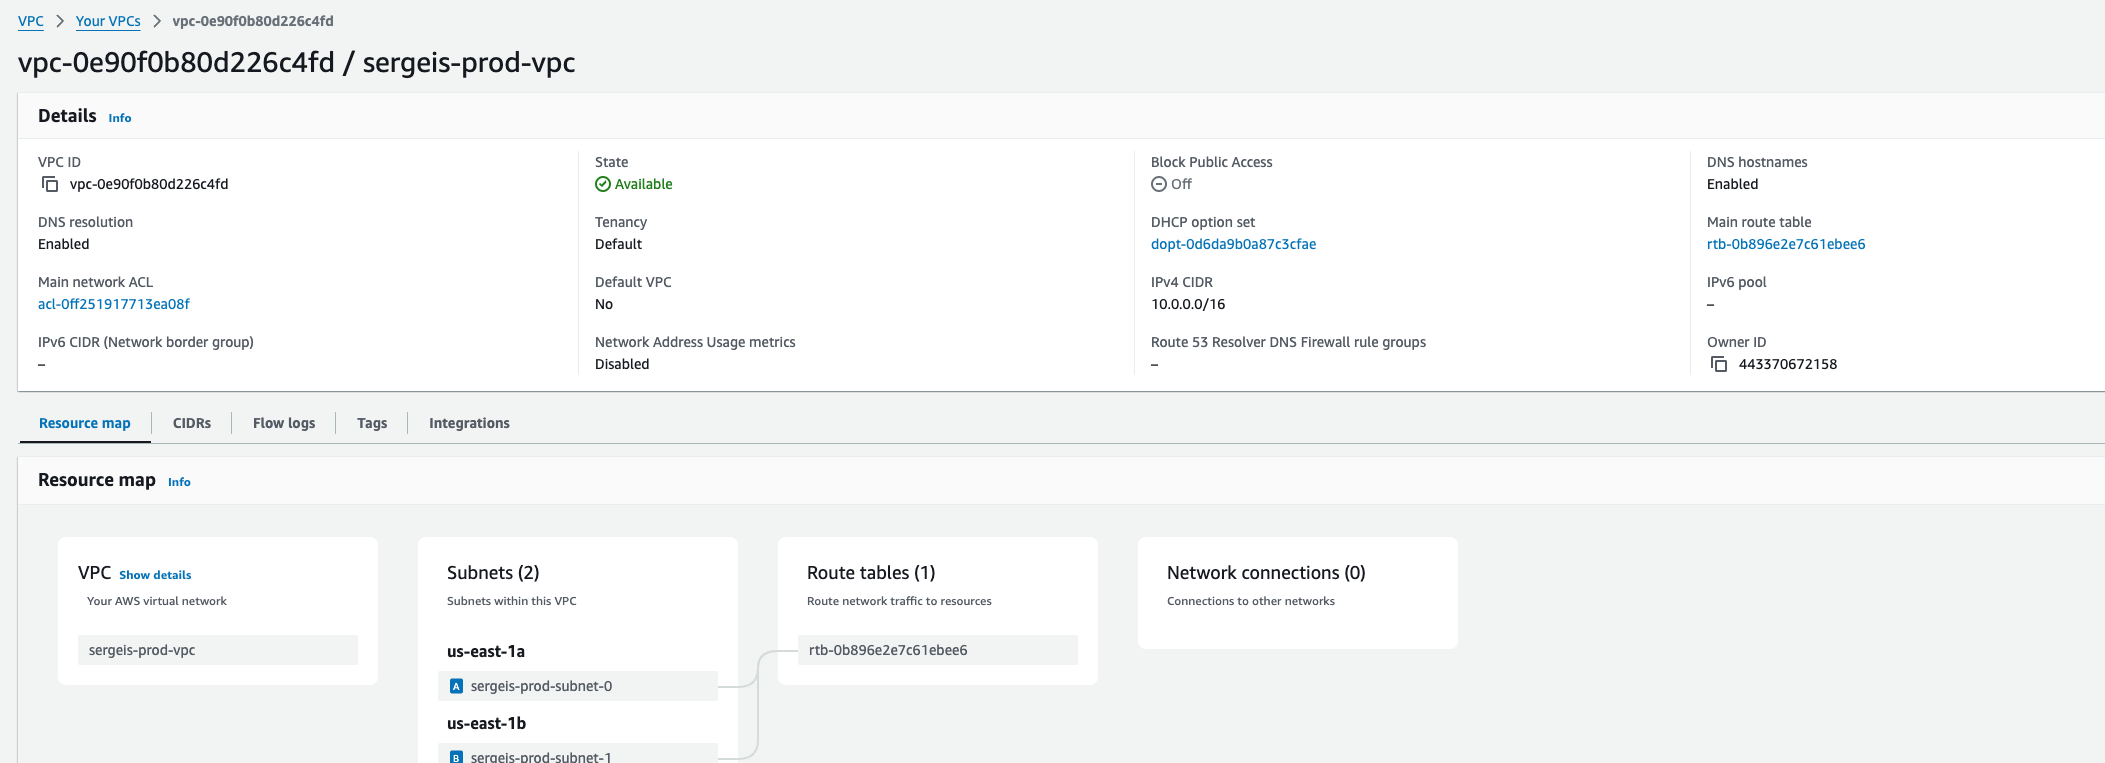 VPC > Your VPCs > vpc-0e90f0b80d226c4fd
vpc-0e90f0b80d226c4fd / sergeis-prod-vpc
Details Info
VPC ID
vpc-0e90f0b80d226c4fd
State
Available
Block Public Access
Off
DNS hostnames
Enabled
DNS resolution
Enabled
Tenancy
Default
DHCP option set
dopt-0d6da9b0a87c3cfae
Main route table
rtb-0b896e2e7c61ebee6
Main network ACL
acl-0ff251917713ea08f
Default VPC
No
IPv4 CIDR
10.0.0.0/16
IPv6 pool
–
IPv6 CIDR (Network border group)
–
Network Address Usage metrics
Disabled
Route 53 Resolver DNS Firewall rule groups
–
Owner ID
443370672158
Resource map
CIDRs
Flow logs
Tags
Integrations
Resource map Info
VPC Show details
Your AWS virtual network
sergeis-prod-vpc
Subnets (2)
Subnets within this VPC
us-east-1a
A sergeis-prod-subnet-0
us-east-1b
B sergeis-prod-subnet-1
Route tables (1)
Route network traffic to resources
rtb-0b896e2e7c61ebee6
Network connections (0)
Connections to other networks